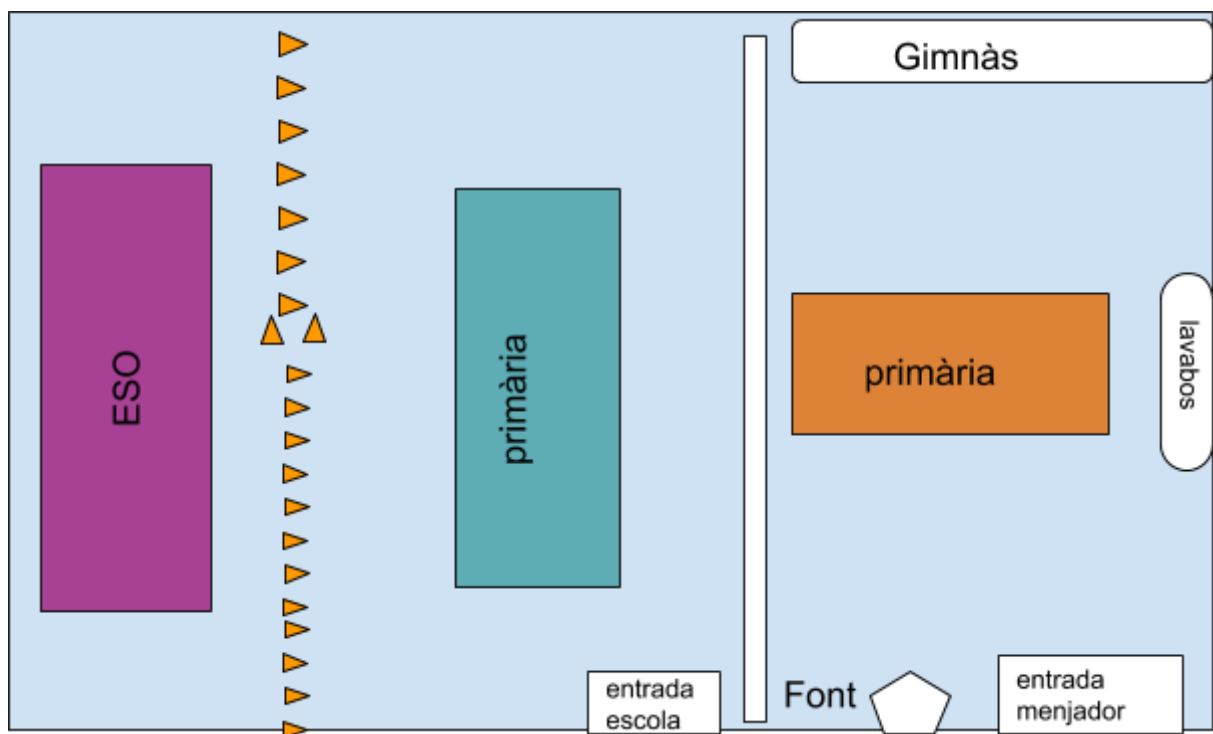 Gimnàs
ESO
primària
primària
lavabos
entrada
escola
Font
entrada
menjador